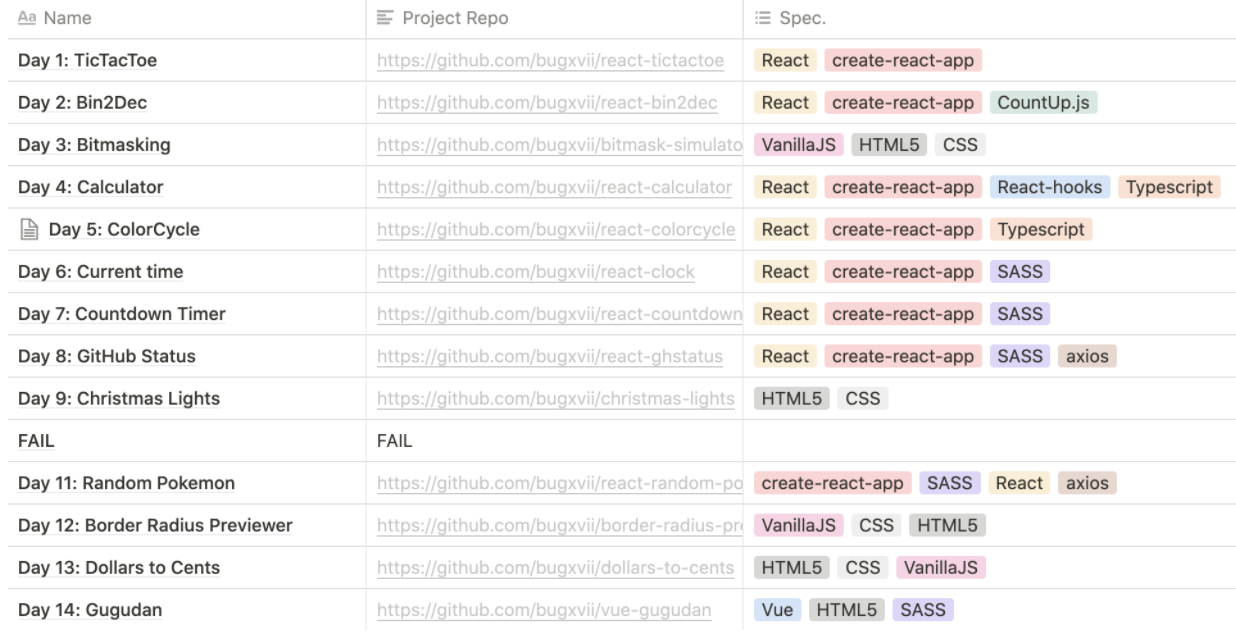 Aa Name Project Repo Spec.
Day 1: TicTacToe https://github.com/bugxvii/react-tictactoe React create-react-app
Day 2: Bin2Dec https://github.com/bugxvii/react-bin2dec React create-react-app CountUp.js
Day 3: Bitmasking https://github.com/bugxvii/bitmask-simulato VanillaJS HTML5 CSS
Day 4: Calculator https://github.com/bugxvii/react-calculator React create-react-app React-hooks Typescript
Day 5: ColorCycle https://github.com/bugxvii/react-colorcycle React create-react-app Typescript
Day 6: Current time https://github.com/bugxvii/react-clock React create-react-app SASS
Day 7: Countdown Timer https://github.com/bugxvii/react-countdown React create-react-app SASS
Day 8: GitHub Status https://github.com/bugxvii/react-ghstatus React create-react-app SASS axios
Day 9: Christmas Lights https://github.com/bugxvii/christmas-lights HTML5 CSS
FAIL FAIL
Day 11: Random Pokemon https://github.com/bugxvii/react-random-po create-react-app SASS React axios
Day 12: Border Radius Previewer https://github.com/bugxvii/border-radius-pre VanillaJS CSS HTML5
Day 13: Dollars to Cents https://github.com/bugxvii/dollars-to-cents HTML5 CSS VanillaJS
Day 14: Gugudan https://github.com/bugxvii/vue-gugudan Vue HTML5 SASS